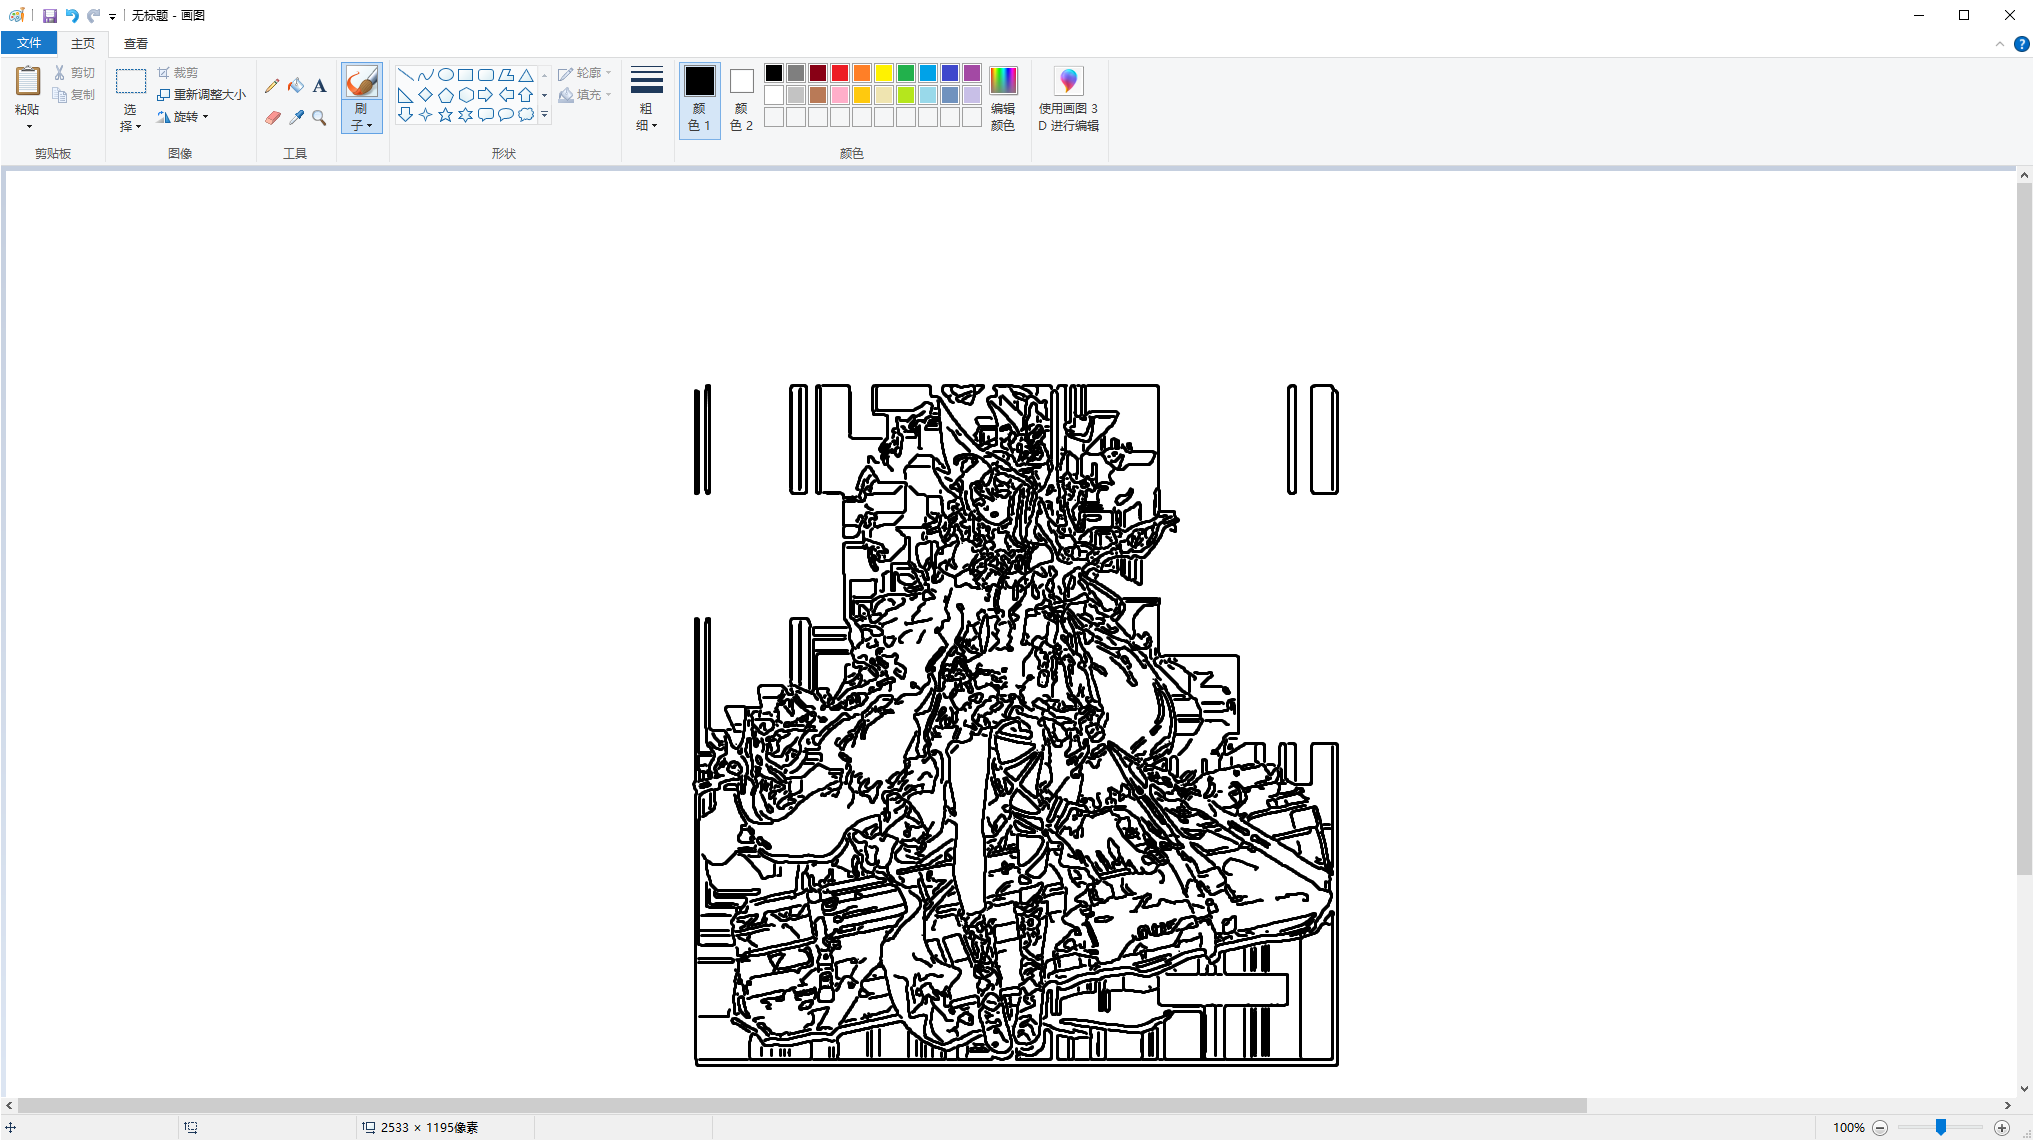 无标题 - 画图
文件 主页 查看
粘贴
剪切
复制
剪贴板
选
择
裁剪
重新调整大小
旋转
图像
A
工具
刷
子
形状
轮廓
填充
粗
细
颜
色 1
颜
色 2
颜色
编辑
颜色
使用画图 3
D 进行编辑
2533 × 1195像素
100%